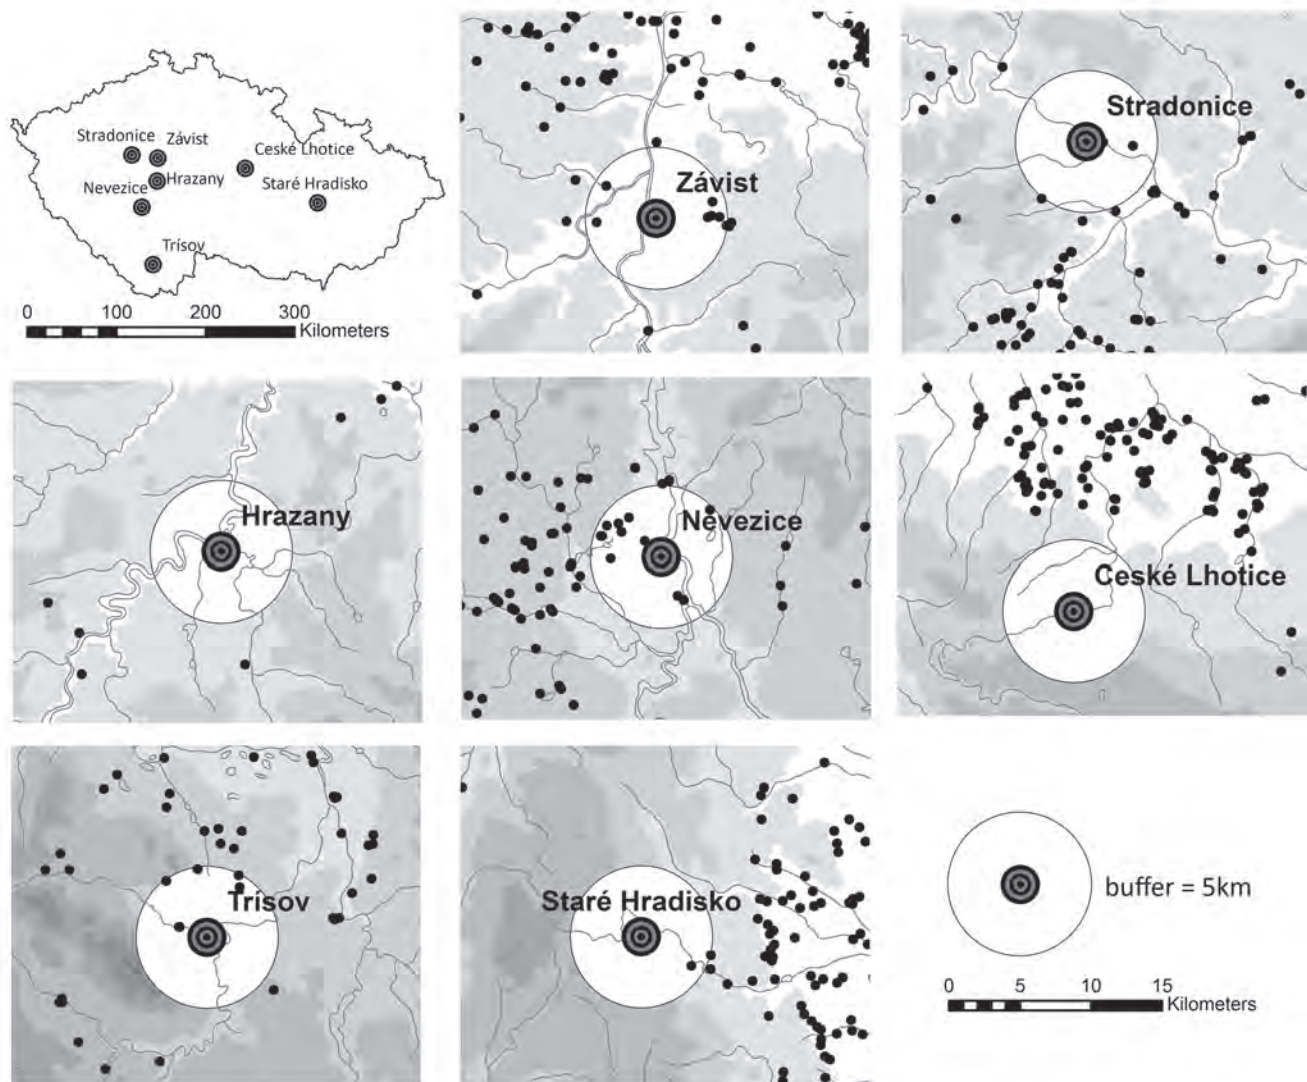 Stradonice
Závist
České Lhotice
Nevezice
Hrazany
Staré Hradisko
Trísov
0 100 200 300
Kilometers
Závist
Stradonice
Hrazany
Nevezice
České Lhotice
Trísov
Staré Hradisko
buffer = 5km
0 5 10 15
Kilometers